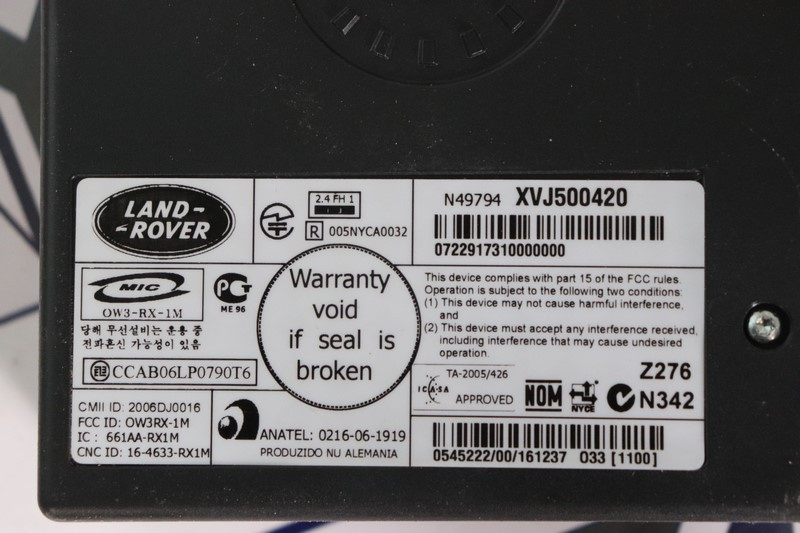 LAND-
-ROVER
2.4 FH 1
R 005NYCA0032
N49794 XVJ500420
0722917310000000
MIC
OW3-RX-1M
당해 무선설비는 운용 중
전파혼신 가능성이 있음
ME 96
Warranty
void
if seal is
broken
This device complies with part 15 of the FCC rules.
Operation is subject to the following two conditions:
(1) This device may not cause harmful interference,
and
(2) This device must accept any interference received,
including interference that may cause undesired
operation.
CCAB06LP0790T6
TA-2005/426
ICASA
APPROVED
NOM
NYCE
Z276
N342
CMII ID: 2006DJ0016
FCC ID: OW3RX-1M
IC : 661AA-RX1M
CNC ID: 16-4633-RX1M
ANATEL: 0216-06-1919
PRODUZIDO NU ALEMANIA
0545222/00/161237 033 [1100]